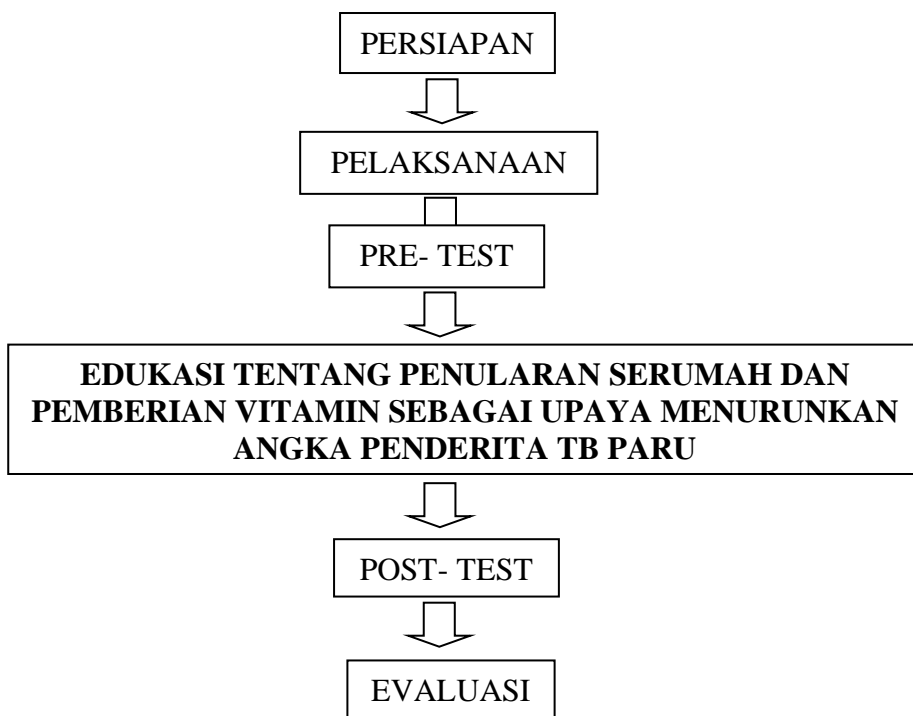 PERSIAPAN
PELAKSANAAN
PRE- TEST
EDUKASI TENTANG PENULARAN SERUMAH DAN
PEMBERIAN VITAMIN SEBAGAI UPAYA MENURUNKAN
ANGKA PENDERITA TB PARU
POST- TEST
EVALUASI